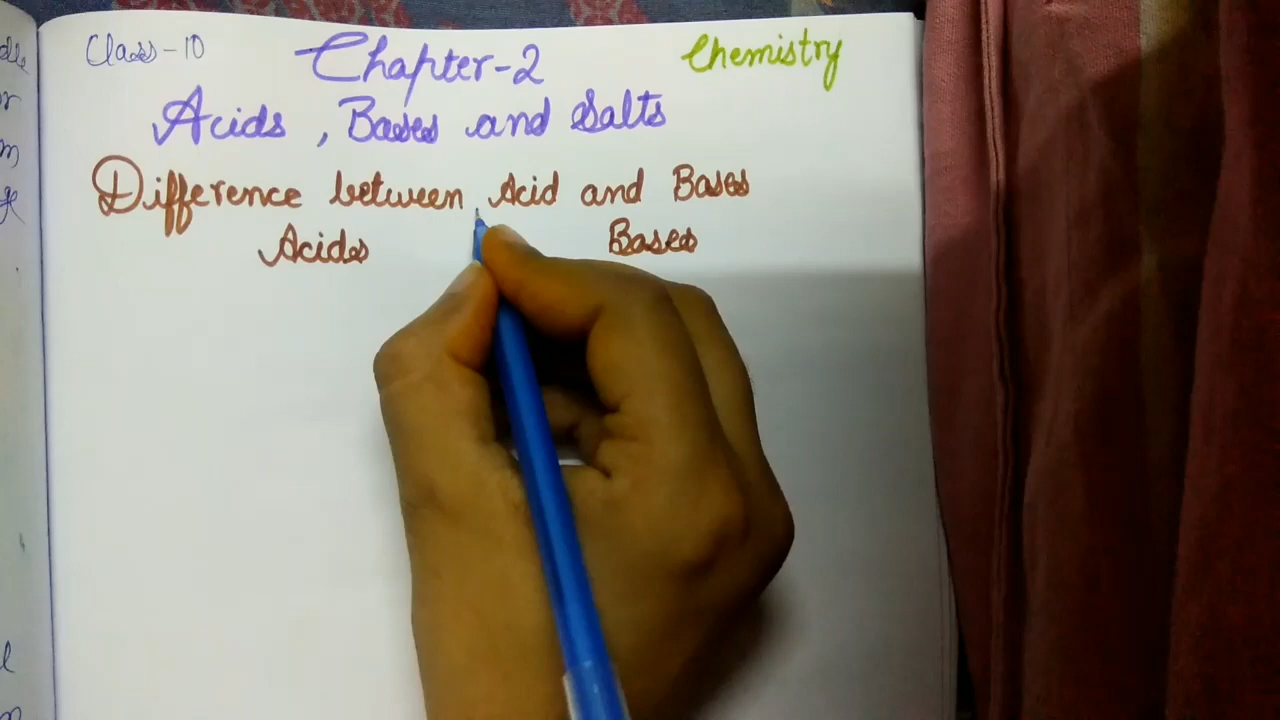 Class-10 Chapter-2 Chemistry
Acids, Bases and Salts
Difference between Acid and Bases
Acids Bases